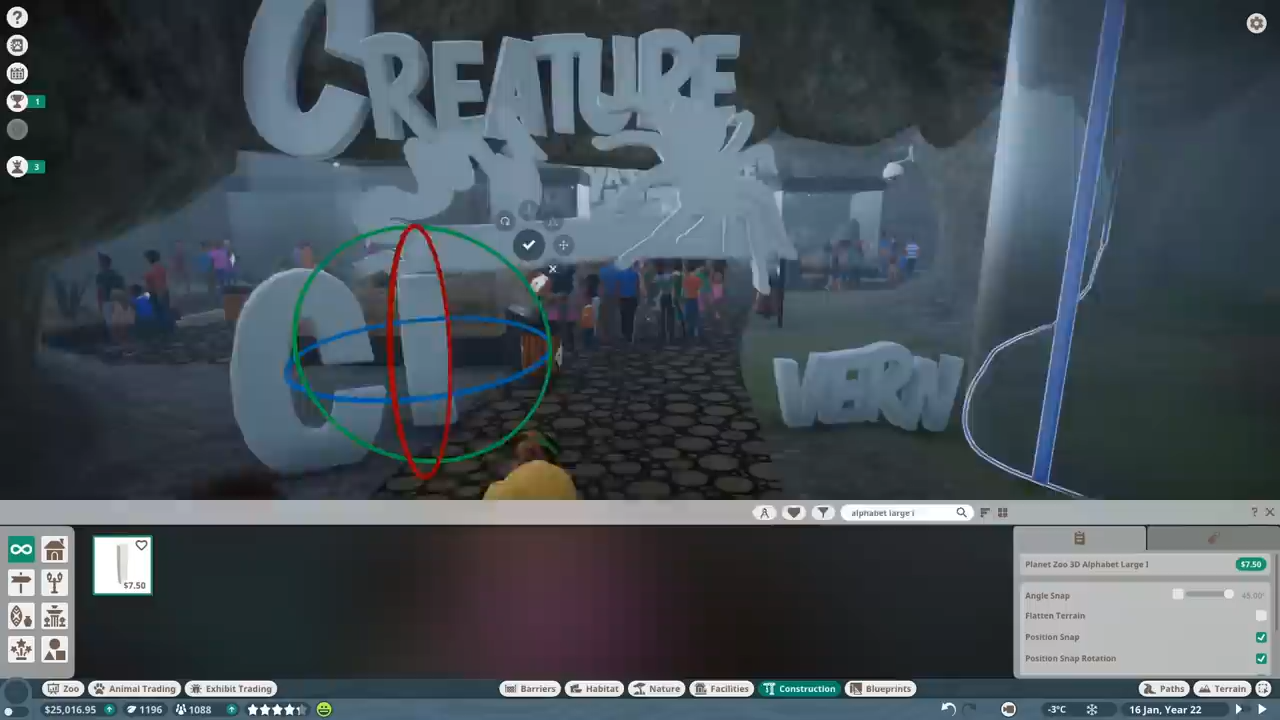 ?
1
3
CREATURE
CI
WERN
alphabet large i
? ×
$7.50
Planet Zoo 3D Alphabet Large I
$7.50
Angle Snap
45.00°
Flatten Terrain
Position Snap
Position Snap Rotation
Zoo
Animal Trading
Exhibit Trading
Barriers
Habitat
Nature
Facilities
Construction
Blueprints
Paths
Terrain
$25,016.95
1196
1088
-3°C
16 Jan, Year 22